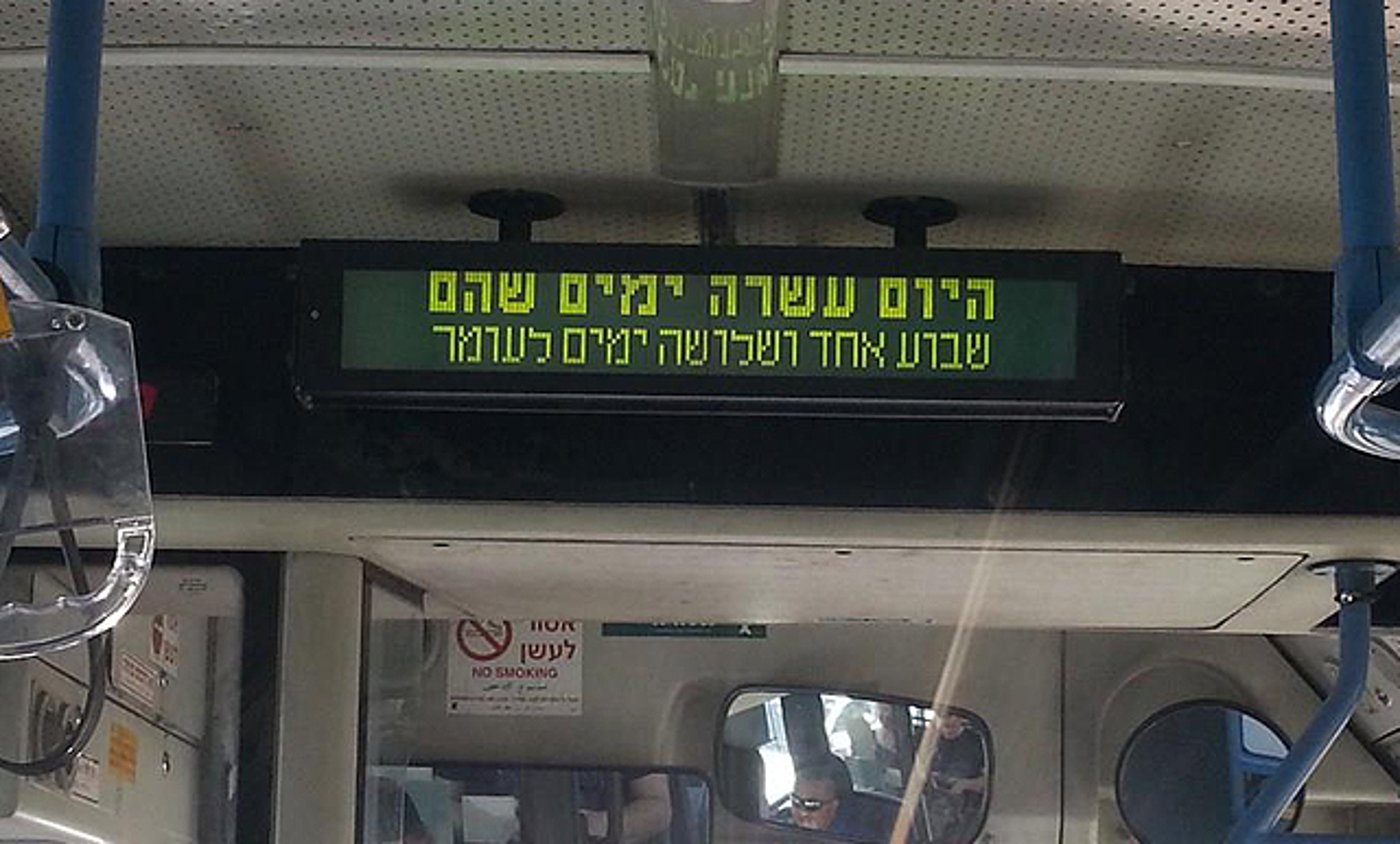 היום עשרה ימים שהם
שבוע אחד ושלושה ימים לעומר
אסור
לעשן
NO SMOKING